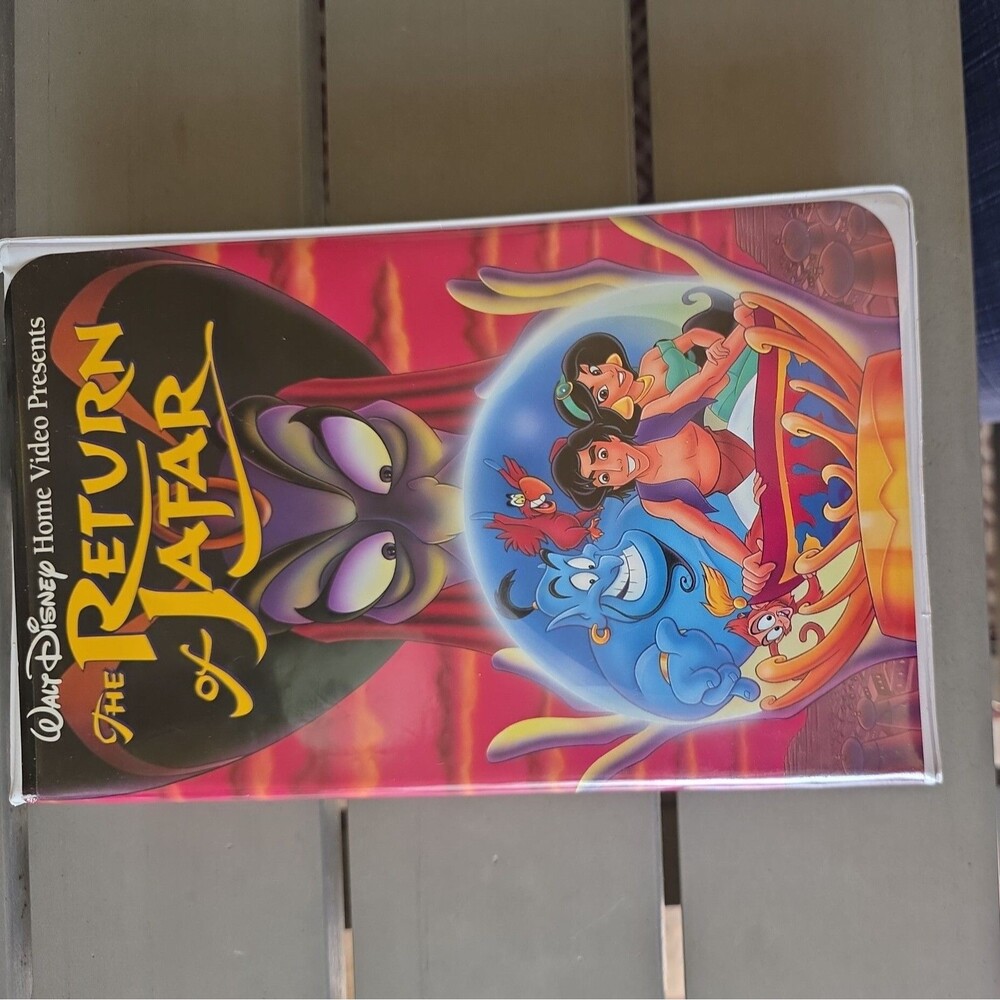 Walt Disney Home Video Presents
THE RETURN
OF JAFAR